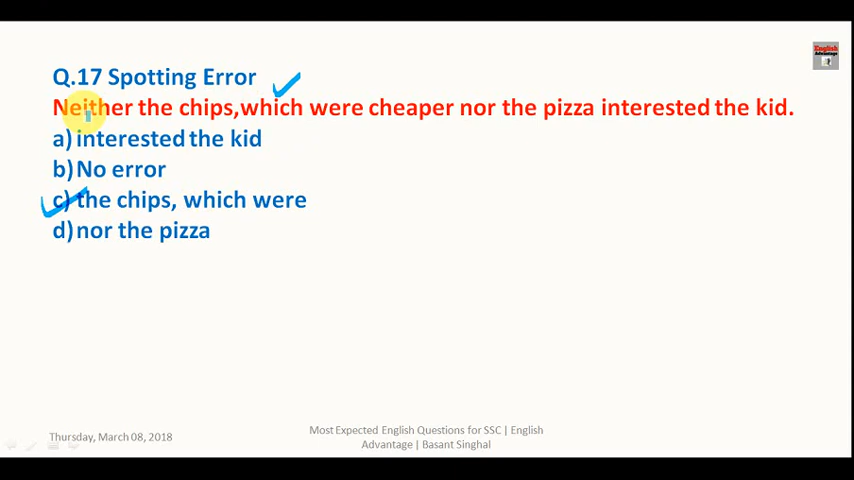 English
Advantage
Q.17 Spotting Error
Neither the chips,which were cheaper nor the pizza interested the kid.
a) interested the kid
b) No error
c) the chips, which were
d) nor the pizza
Thursday, March 08, 2018
Most Expected English Questions for SSC | English
Advantage | Basant Singhal